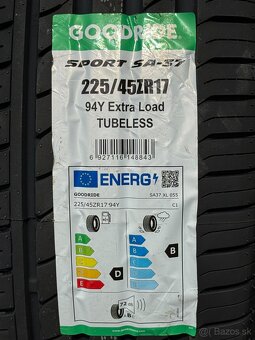 GOODRIDE
SPORT SA-37
225/45ZR17
94Y Extra Load
TUBELESS
6 927116 148843
ENERG
GOODRIDE
SA37 XL 055
225/45ZR17 94Y
C1
A
B
C
D
E
D
A
B
C
D
E
B
72 dB
B
Bazos.sk